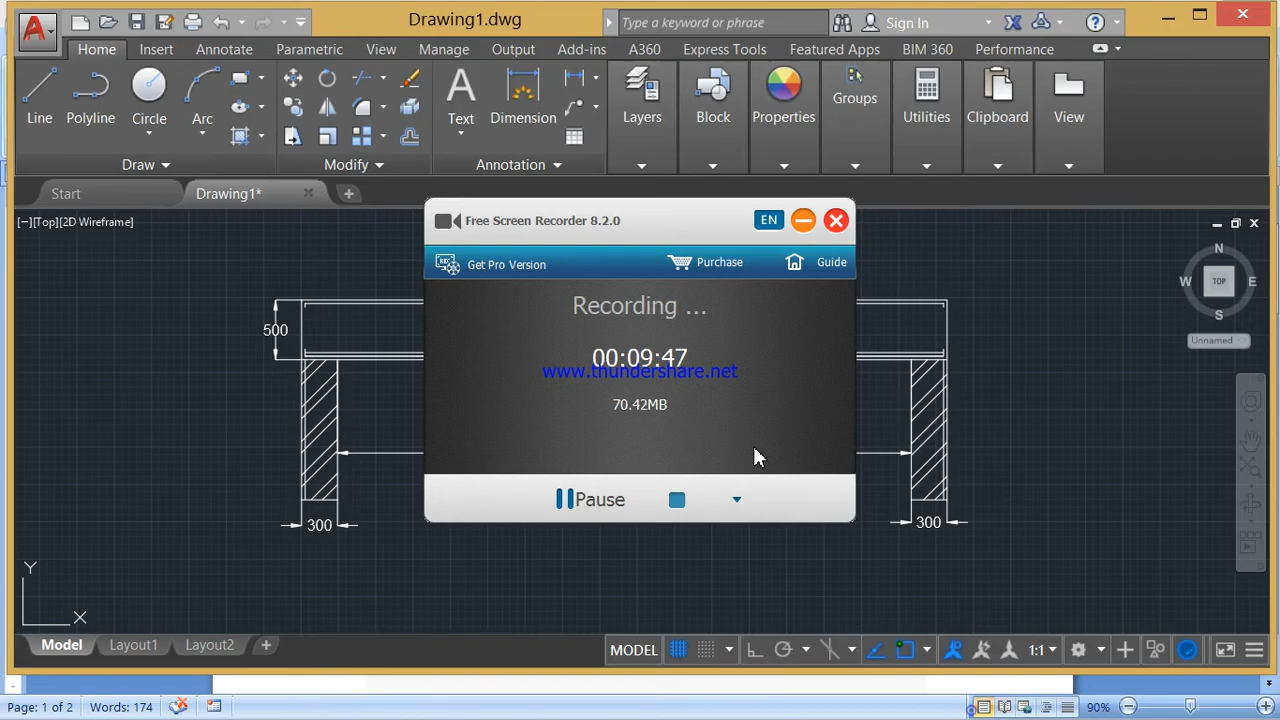 Drawing1.dwg
Type a keyword or phrase
Sign In
Home Insert Annotate Parametric View Manage Output Add-ins A360 Express Tools Featured Apps BIM 360 Performance
Line Polyline Circle Arc Text Dimension Layers Block Properties Groups Utilities Clipboard View
Draw Modify Annotation
Start Drawing1*
[−][Top][2D Wireframe]
Free Screen Recorder 8.2.0 EN
Get Pro Version Purchase Guide
Recording ...
00:09:47
www.thundershare.net
70.42MB
Pause
N
W TOP E
S
Unnamed
500
300 300
Y
X
Model Layout1 Layout2
MODEL 1:1
Page: 1 of 2 Words: 174 90%